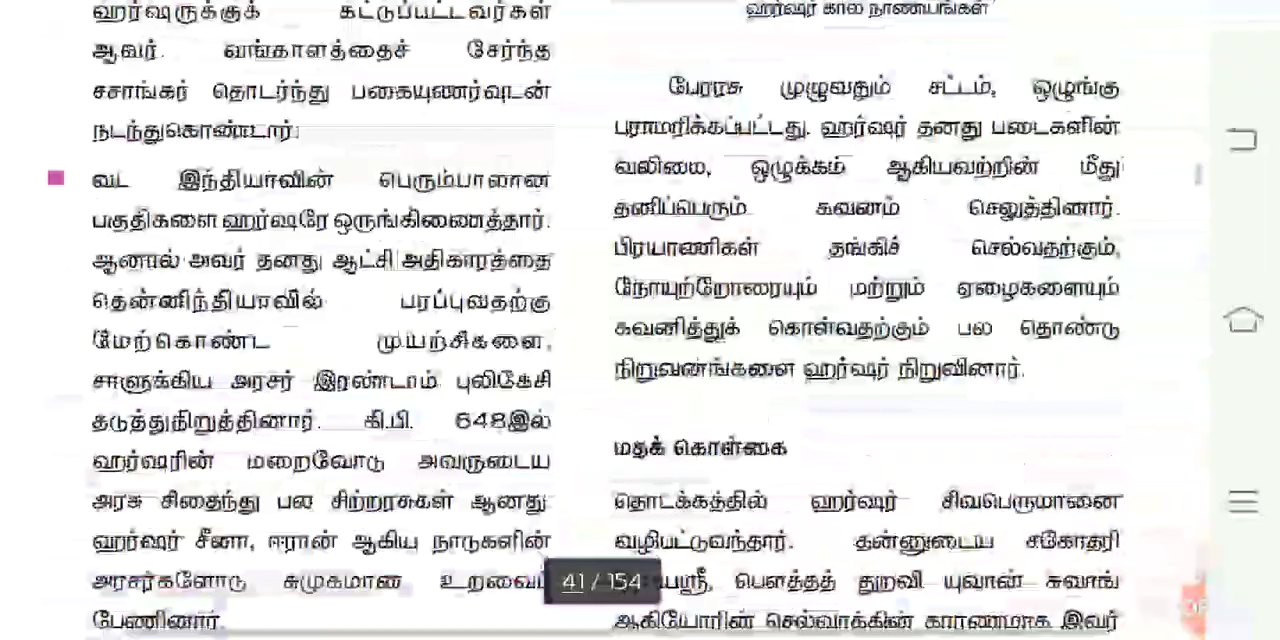 ஹர்ஷருக்குக் கட்டுப்பட்டவர்கள்
ஆவர். வங்காளத்தைச் சேர்ந்த
சசாங்கர் தொடர்ந்து பகையுணர்வுடன்
நடந்துகொண்டார்.
வட இந்தியாவின் பெரும்பாலான
பகுதிகளை ஹர்ஷரே ஒருங்கிணைத்தார்.
ஆனால் அவர் தனது ஆட்சி அதிகாரத்தை
தென்னிந்தியாவில் பரப்புவதற்கு
மேற்கொண்ட முயற்சிகளை,
சாளுக்கிய அரசர் இரண்டாம் புலிகேசி
தடுத்துநிறுத்தினார். கி.பி. 648இல்
ஹர்ஷரின் மறைவோடு அவருடைய
அரசு சிதைந்து பல சிற்றரசுகள் ஆனது
ஹர்ஷர் சீனா, ஈரான் ஆகிய நாடுகளின்
அரசர்களோடு சுமுகமான உறவைப்
பேணினார்.
ஹர்ஷர் கால நாணயங்கள்
பேரரசு முழுவதும் சட்டம், ஒழுங்கு
பராமரிக்கப்பட்டது. ஹர்ஷர் தனது படைகளின்
வலிமை, ஒழுக்கம் ஆகியவற்றின் மீது
தனிப்பெரும் கவனம் செலுத்தினார்.
பிரயாணிகள் தங்கிச் செல்வதற்கும்,
நோயுற்றோரையும் மற்றும் ஏழைகளையும்
கவனித்துக் கொள்வதற்கும் பல தொண்டு
நிறுவனங்களை ஹர்ஷர் நிறுவினார்.
மதக் கொள்கை
தொடக்கத்தில் ஹர்ஷர் சிவபெருமானை
வழிபட்டுவந்தார். தன்னுடைய சகோதரி
பௌத்தத் துறவி யுவான் சுவாங்
ஆகியோரின் செல்வாக்கின் காரணமாக இவர்
41 / 154